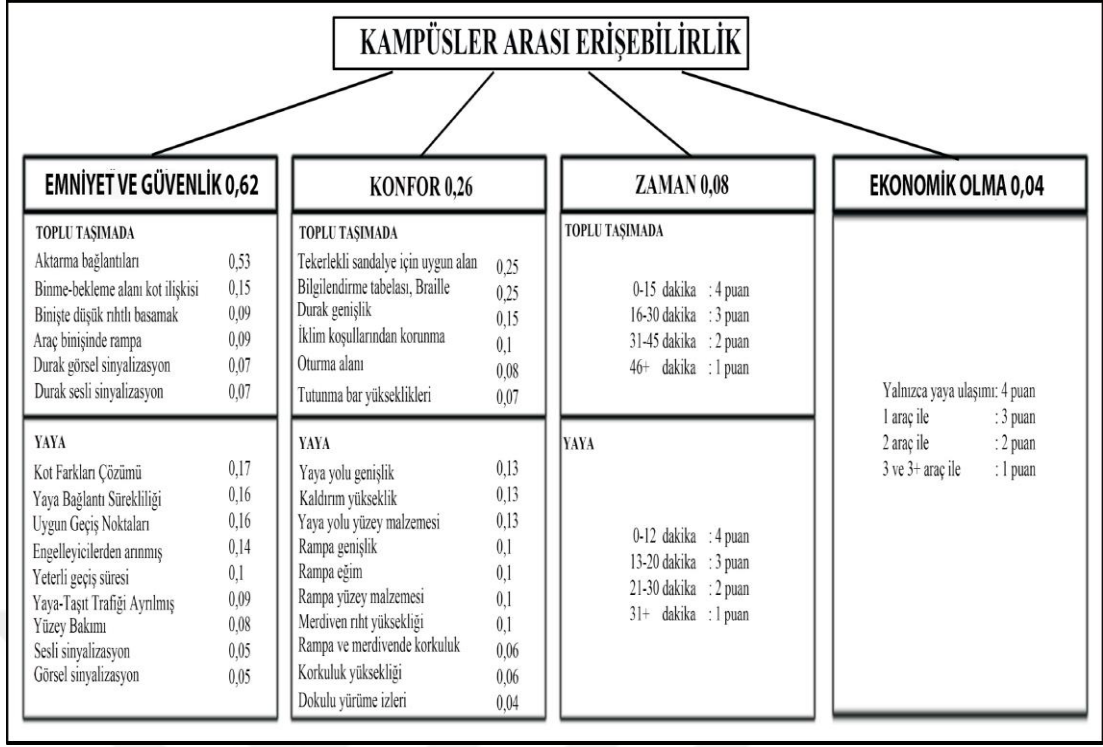 KAMPÜSLER ARASI ERİŞEBİLİRLİK
EMNİYET VE GÜVENLİK 0,62
TOPLU TAŞIMADA
Aktarma bağlantıları 0,53
Binme-bekleme alanı kot ilişkisi 0,15
Binişte düşük rıhtlı basamak 0,09
Araç binişinde rampa 0,09
Durak görsel sinyalizasyon 0,07
Durak sesli sinyalizasyon 0,07
YAYA
Kot Farkları Çözümü 0,17
Yaya Bağlantı Sürekliliği 0,16
Uygun Geçiş Noktaları 0,16
Engelleyicilerden arınmış 0,14
Yeterli geçiş süresi 0,1
Yaya-Taşıt Trafiği Ayrılmış 0,09
Yüzey Bakımı 0,08
Sesli sinyalizasyon 0,05
Görsel sinyalizasyon 0,05
KONFOR 0,26
TOPLU TAŞIMADA
Tekerlekli sandalye için uygun alan 0,25
Bilgilendirme tabelası, Braille 0,25
Durak genişlik 0,15
İklim koşullarından korunma 0,1
Oturma alanı 0,08
Tutunma bar yükseklikleri 0,07
YAYA
Yaya yolu genişlik 0,13
Kaldırım yükseklik 0,13
Yaya yolu yüzey malzemesi 0,13
Rampa genişlik 0,1
Rampa eğim 0,1
Rampa yüzey malzemesi 0,1
Merdiven rıht yüksekliği 0,1
Rampa ve merdivende korkuluk 0,06
Korkuluk yüksekliği 0,06
Dokulu yürüme izleri 0,04
ZAMAN 0,08
TOPLU TAŞIMADA
0-15 dakika : 4 puan
16-30 dakika : 3 puan
31-45 dakika : 2 puan
46+ dakika : 1 puan
YAYA
0-12 dakika : 4 puan
13-20 dakika : 3 puan
21-30 dakika : 2 puan
31+ dakika : 1 puan
EKONOMİK OLMA 0,04
Yalnızca yaya ulaşımı: 4 puan
1 araç ile : 3 puan
2 araç ile : 2 puan
3 ve 3+ araç ile : 1 puan